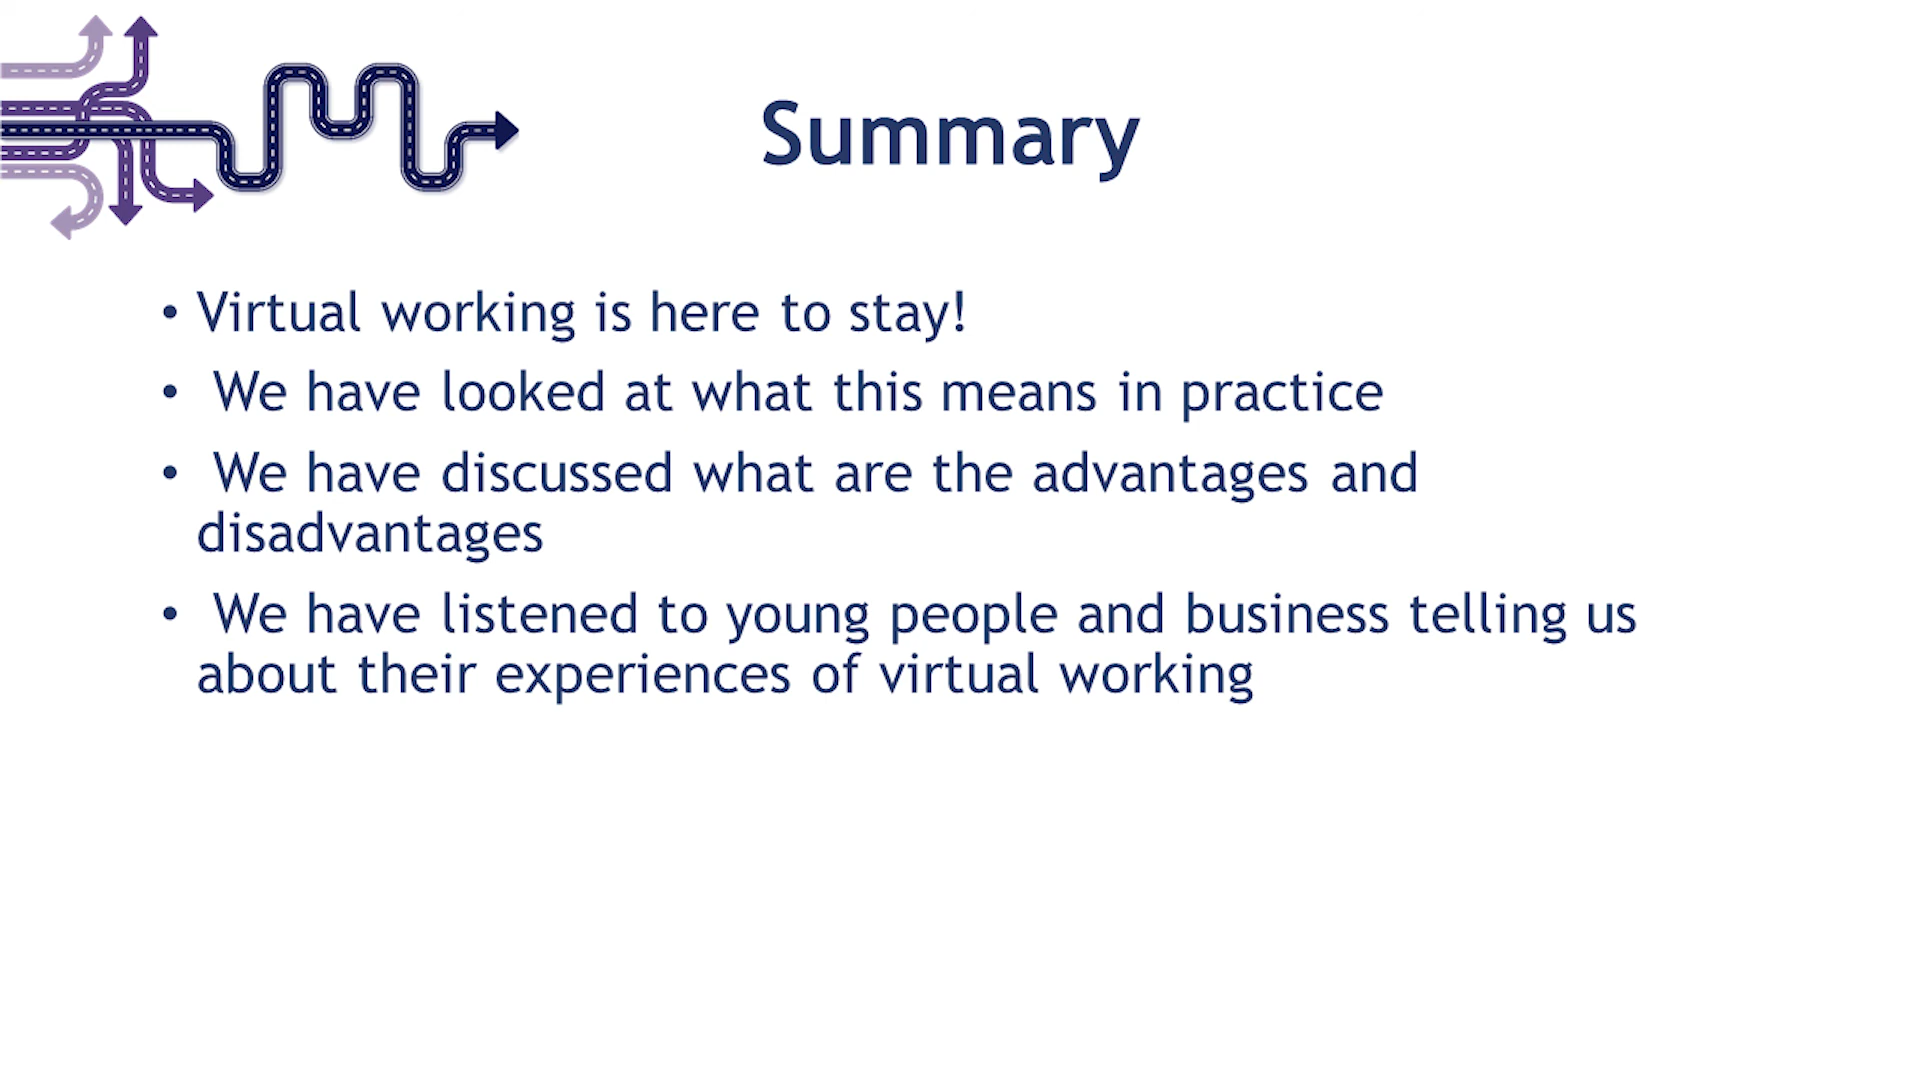 Summary
• Virtual working is here to stay!
• We have looked at what this means in practice
• We have discussed what are the advantages and
disadvantages
• We have listened to young people and business telling us
about their experiences of virtual working